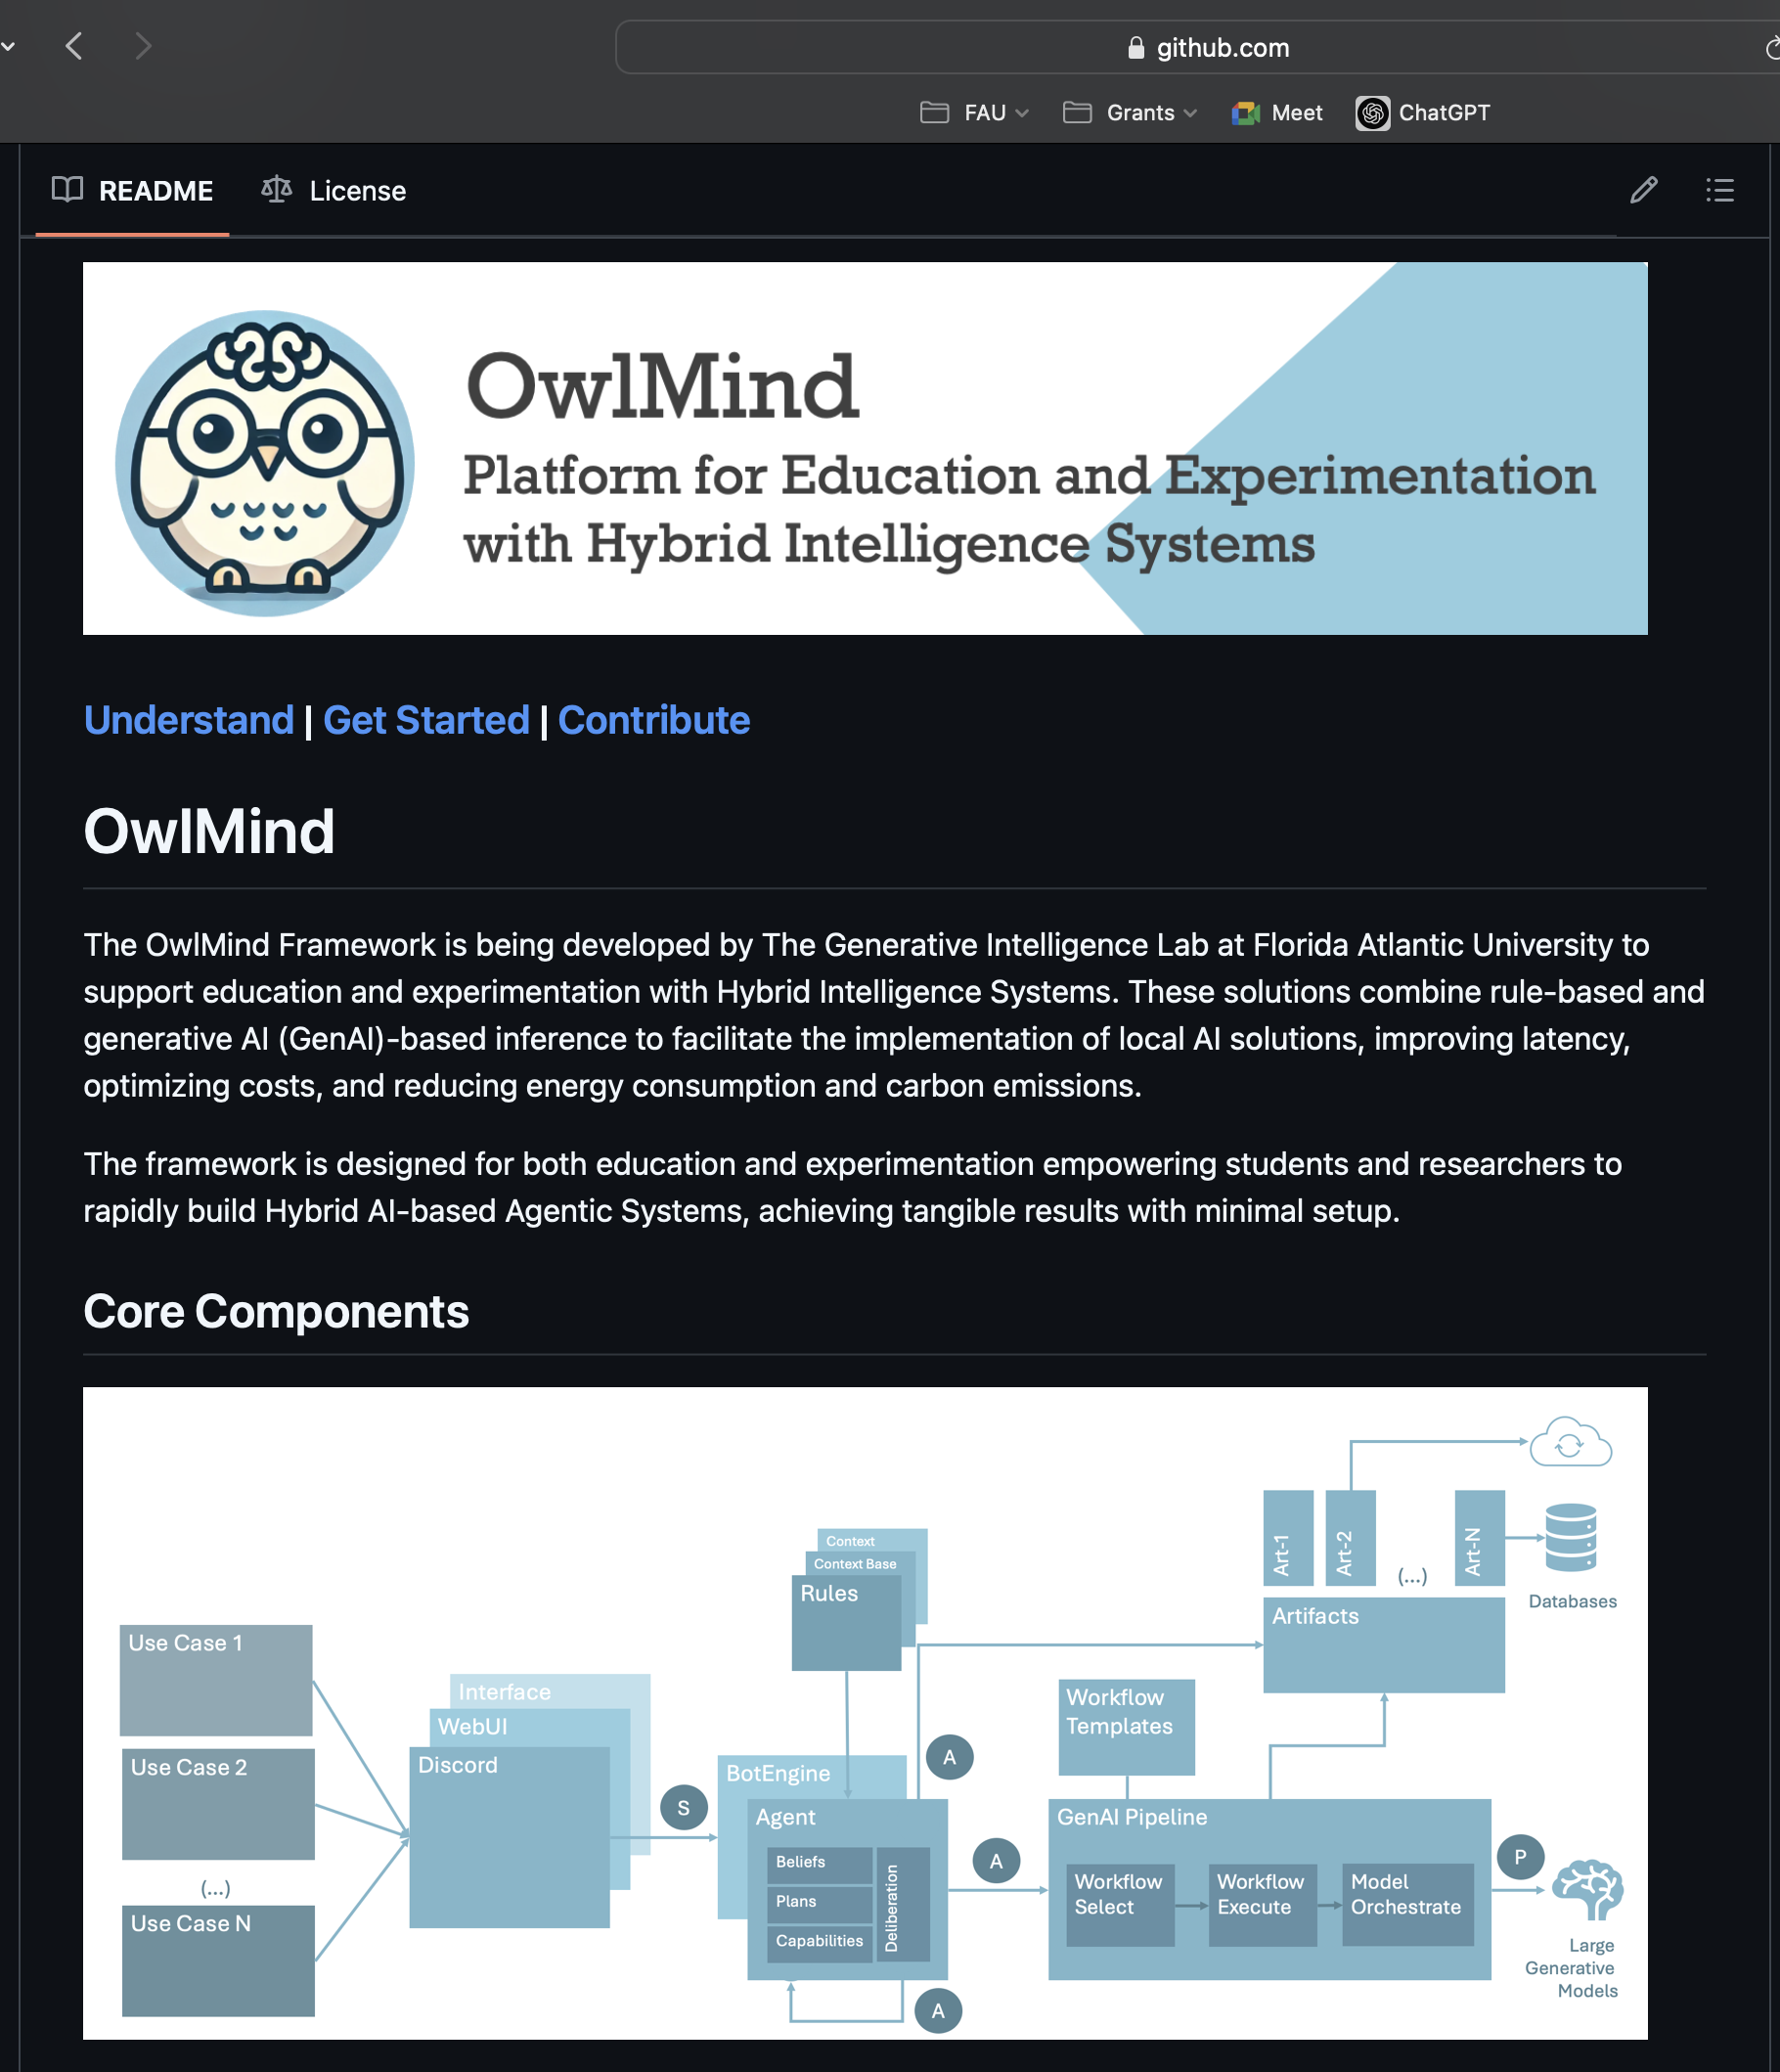 github.com
FAU
Grants
Meet
ChatGPT
README
License
OwlMind
Platform for Education and Experimentation
with Hybrid Intelligence Systems
Understand | Get Started | Contribute
OwlMind
The OwlMind Framework is being developed by The Generative Intelligence Lab at Florida Atlantic University to
support education and experimentation with Hybrid Intelligence Systems. These solutions combine rule-based and
generative AI (GenAI)-based inference to facilitate the implementation of local AI solutions, improving latency,
optimizing costs, and reducing energy consumption and carbon emissions.
The framework is designed for both education and experimentation empowering students and researchers to
rapidly build Hybrid AI-based Agentic Systems, achieving tangible results with minimal setup.
Core Components
Use Case 1
Use Case 2
(...)
Use Case N
Interface
WebUI
Discord
S
Context
Context Base
Rules
BotEngine
Agent
Beliefs
Plans
Capabilities
Deliberation
A
A
A
Art-1
Art-2
(...)
Art-N
Databases
Artifacts
Workflow
Templates
GenAI Pipeline
Workflow
Select
Workflow
Execute
Model
Orchestrate
P
Large
Generative
Models